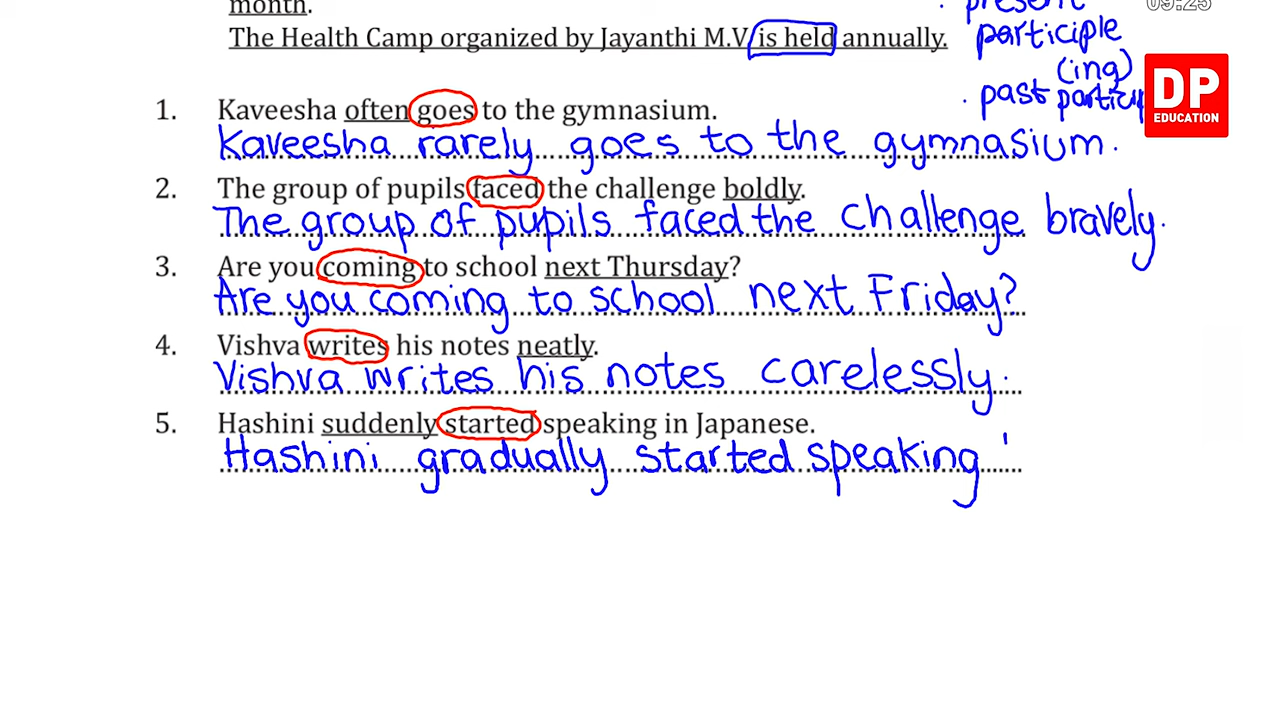 month.
09:25
. present
The Health Camp organized by Jayanthi M.V is held annually.
participle
(ing)
. past particip
DP
EDUCATION
1. Kaveesha often goes to the gymnasium.
Kaveesha rarely goes to the gymnasium.
2. The group of pupils faced the challenge boldly.
The group of pupils faced the challenge bravely.
3. Are you coming to school next Thursday?
Are you coming to school next Friday?
4. Vishva writes his notes neatly.
Vishva writes his notes carelessly.
5. Hashini suddenly started speaking in Japanese.
Hashini gradually started speaking